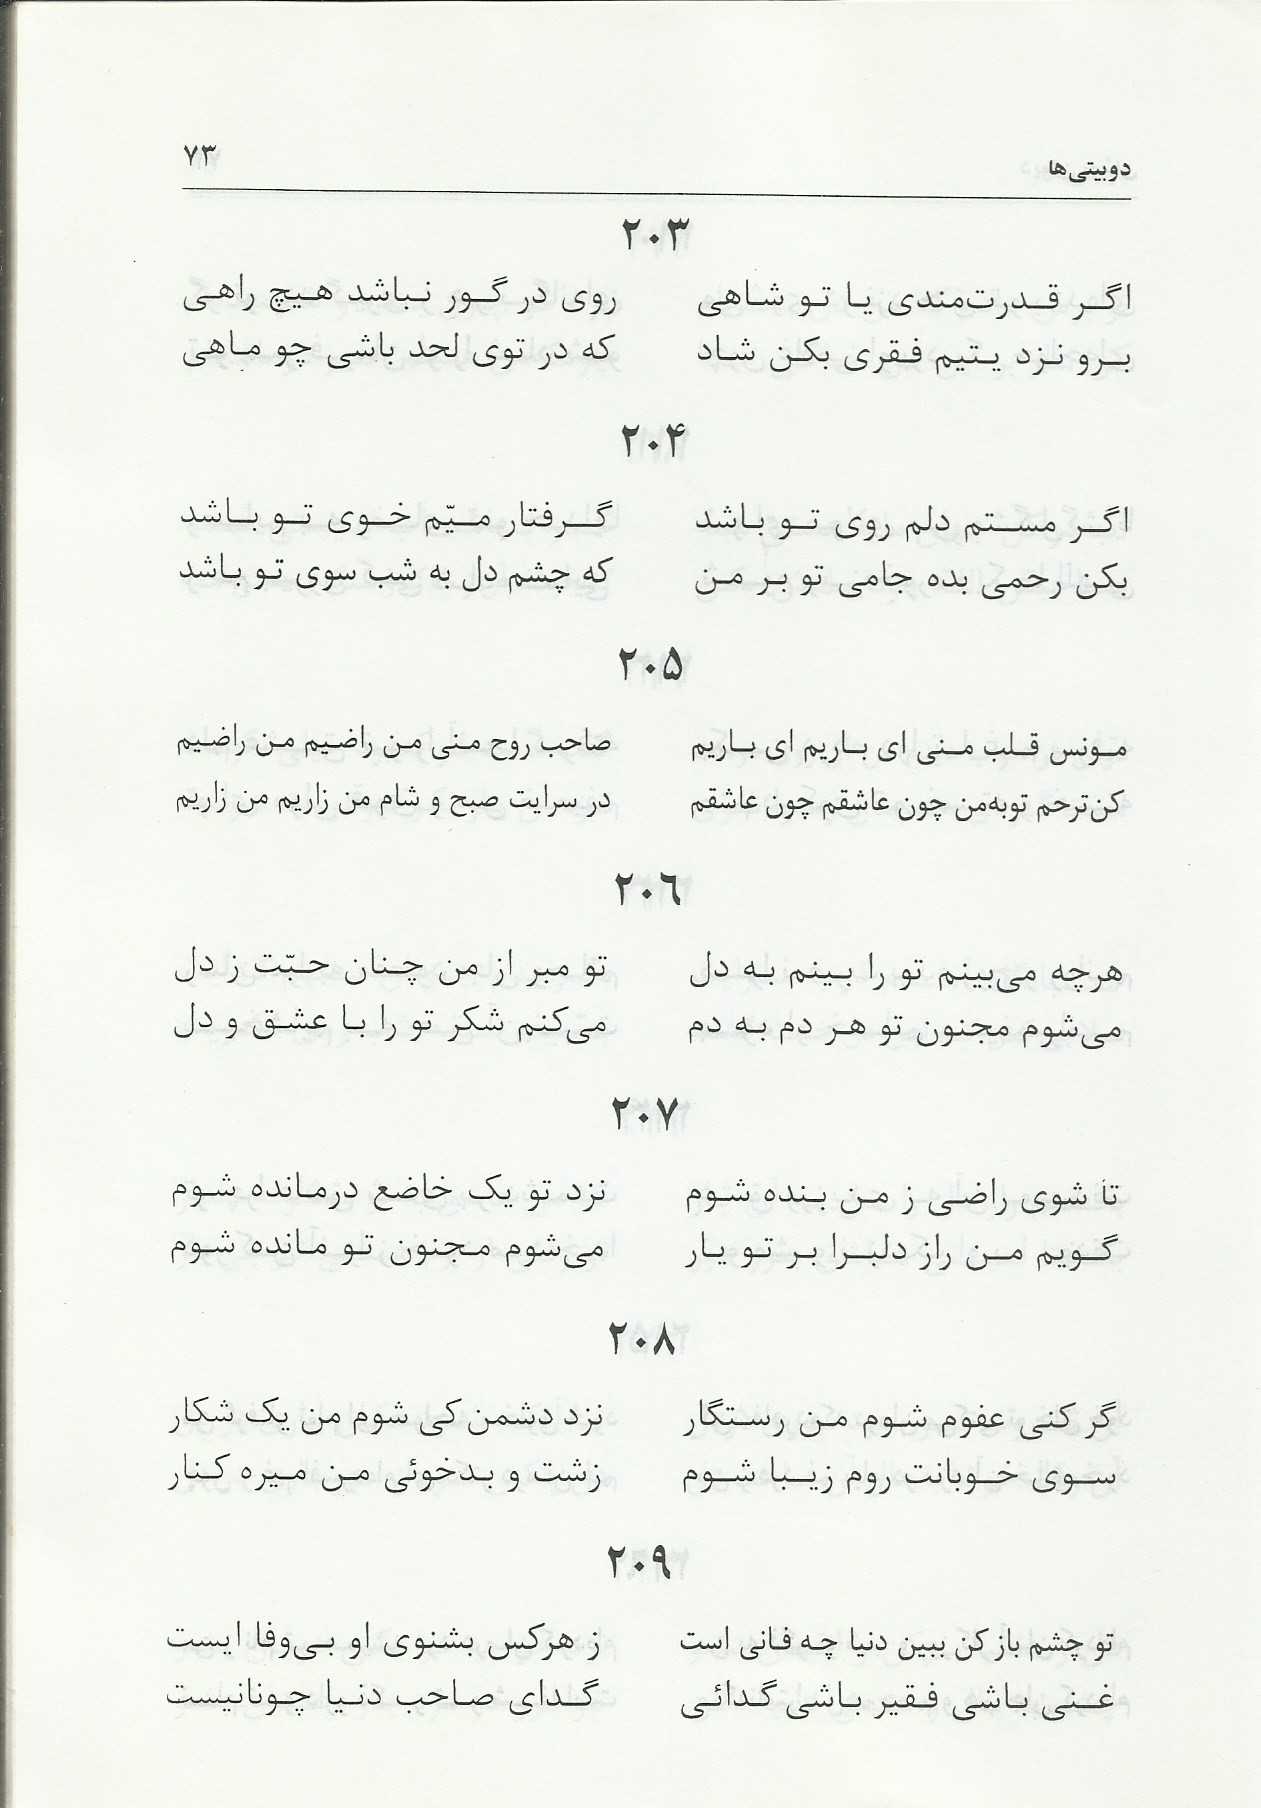 دوبیتی‌ها ۷۳
۲۰۳
اگر قدرت‌مندی یا تو شاهی روی در گور نباشد هیچ راهی
برو نزد یتیم فقری بکن شاد که در توی لحد باشی چو ماهی
۲۰۴
اگر مستم دلم روی تو باشد گرفتار میّم خوی تو باشد
بکن رحمی بده جامی تو بر من که چشم دل به شب سوی تو باشد
۲۰۵
مونس قلب منی ای باریم ای باریم صاحب روح منی من راضیم من راضیم
کن‌ترحم توبه‌من چون عاشقم چون عاشقم در سرایت صبح و شام من زاریم من زاریم
۲۰۶
هرچه می‌بینم تو را بینم به دل تو مبر از من چنان حبّت ز دل
می‌شوم مجنون تو هر دم به دم می‌کنم شکر تو را با عشق و دل
۲۰۷
تا شوی راضی ز من بنده شوم نزد تو یک خاضع درمانده شوم
گویم من راز دلبرا بر تو یار می‌شوم مجنون تو مانده شوم
۲۰۸
گر کنی عفوم شوم من رستگار نزد دشمن کی شوم من یک شکار
سوی خوبانت روم زیبا شوم زشت و بدخوئی من میره کنار
۲۰۹
تو چشم باز کن ببین دنیا چه فانی است ز هرکس بشنوی او بی‌وفا ایست
غنی باشی فقیر باشی گدائی گدای صاحب دنیا چونانیست